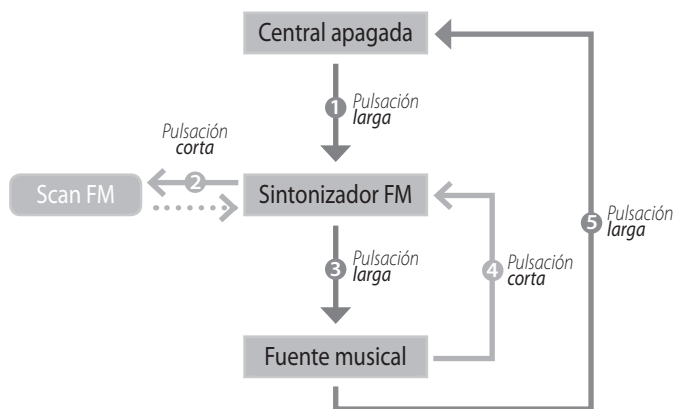 Central apagada
1 Pulsación
larga
Pulsación
corta
2
Scan FM
Sintonizador FM
3 Pulsación
larga
4 Pulsación
corta
5 Pulsación
larga
Fuente musical